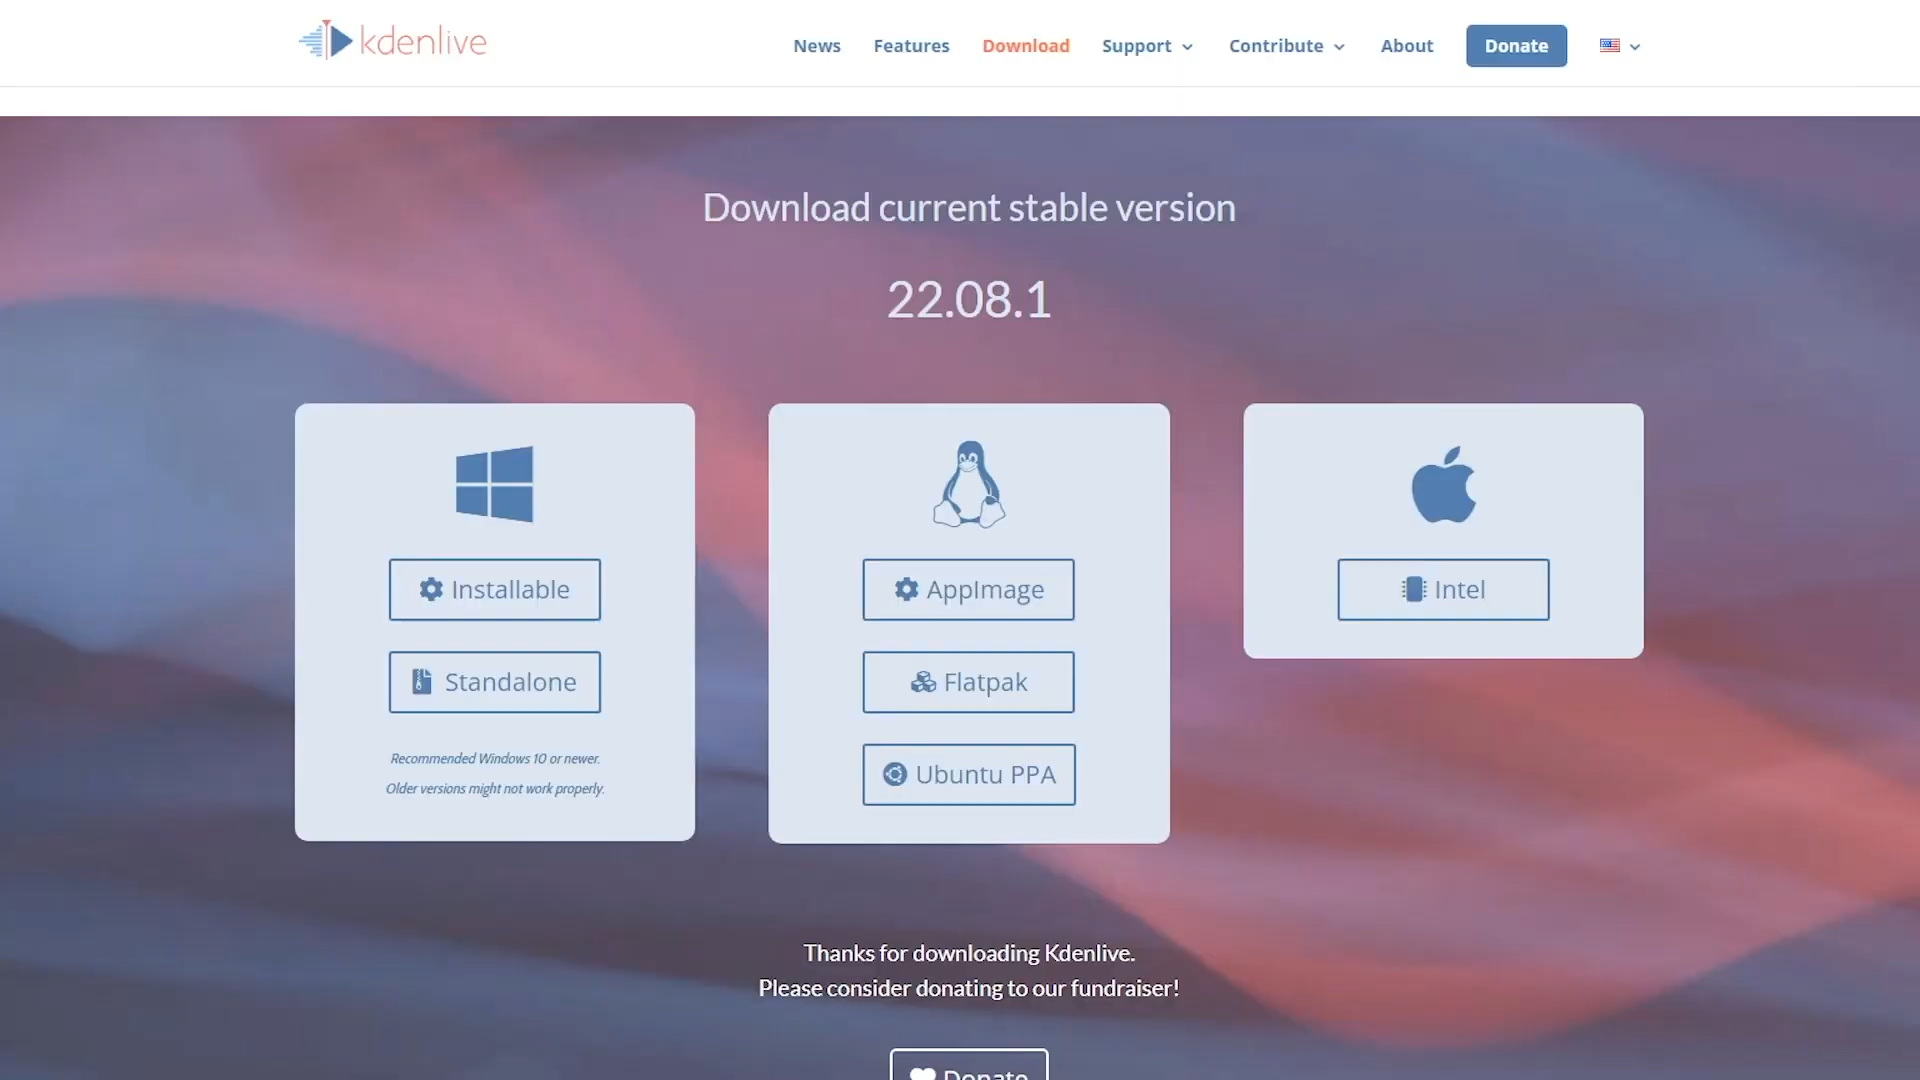 kdenlive
News Features Download Support Contribute About Donate
Download current stable version
22.08.1
Installable
Standalone
Recommended Windows 10 or newer.
Older versions might not work properly.
AppImage
Flatpak
Ubuntu PPA
Intel
Thanks for downloading Kdenlive.
Please consider donating to our fundraiser!
Donate